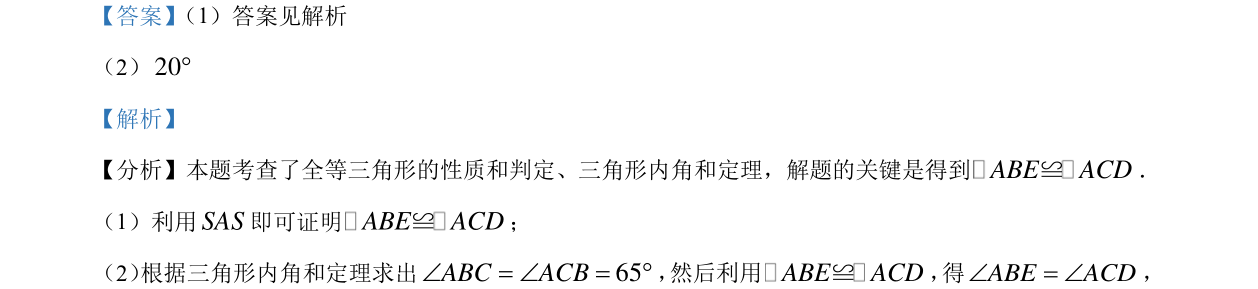 【答案】（1）答案见解析
（2）20°
【解析】
【分析】本题考查了全等三角形的性质和判定、三角形内角和定理，解题的关键是得到□ABE≌□ACD．
（1）利用SAS即可证明□ABE≌□ACD；
（2）根据三角形内角和定理求出∠ABC＝∠ACB＝65°，然后利用□ABE≌□ACD，得∠ABE＝∠ACD，